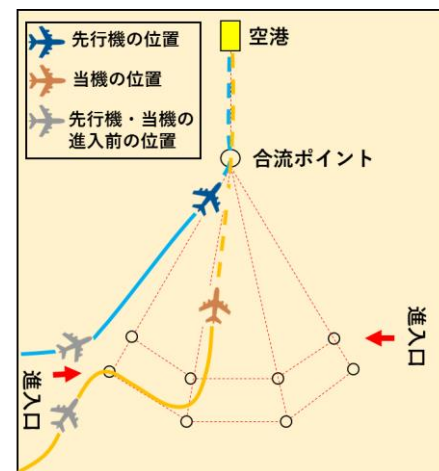 先行機の位置
当機の位置
先行機・当機の
進入前の位置
空港
合流ポイント
進入口
進入口